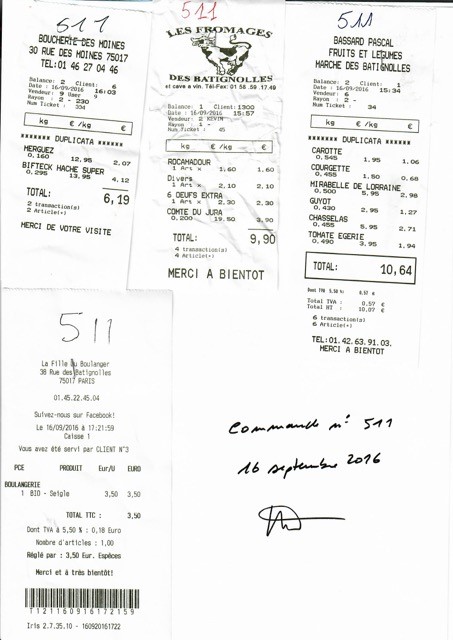 511
BOUCHERIE DES MOINES
30 RUE DES MOINES 75017
TEL:01 46 27 04 46
Balance: 2 Client: 6
Date : 16/09/2016 16:03
Vendeur: 9 User 9
Rayon : 2 - 230
Num Ticket : 334
kg €/kg €
******* DUPLICATA *******
MERGUEZ
0,160 12,95 2,07
BIFTECK HACHE SUPER
0,295 13,95 4,12
TOTAL: 6,19
2 transaction(s)
2 Article(*)
MERCI DE VOTRE VISITE
511
LES FROMAGES
DES BATIGNOLLES
et cave a vin. Tél-Fax: 01 58 59 17 49
Balance: 1 Client: 1300
Date : 16/09/2016 15:57
Vendeur: 2 KEVIN
Rayon : 1 -
Num Ticket : 45
kg €/kg €
******* DUPLICATA *******
ROCAMADOUR
1 Art x 1,60 1,60
Divers
1 Art x 2,10 2,10
6 OEUFS EXTRA
1 Art x 2,30 2,30
COMTE DU JURA
0,200 19,50 3,90
TOTAL: 9,90
4 transaction(s)
4 Article(*)
MERCI A BIENTOT
511
BASSARD PASCAL
FRUITS ET LEGUMES
MARCHE DES BATIGNOLLES
Balance: 6 Client: 1
Date : 16/09/2016 15:34
Vendeur: 6
Rayon : 2 -
Num Ticket : 34
kg €/kg €
******* DUPLICATA *******
CAROTTE
0,545 1,95 1,06
COURGETTE
0,455 1,50 0,68
MIRABELLE DE LORRAINE
0,500 5,95 2,98
GUYOT
0,430 2,95 1,27
CHASSELAS
0,455 5,95 2,71
TOMATE EGERIE
0,490 3,95 1,94
TOTAL: 10,64
Mont TVA 5.50 % : 0,57 €
Total TVA : 0,57 €
Total HT : 10,07 €
6 transaction(s)
6 Article(*)
TEL:01.42.63.91.03.
MERCI A BIENTOT
511
La Fille du Boulanger
38 Rue des Batignolles
75017 PARIS
01.45.22.45.04
Suivez-nous sur Facebook!
Le 16/09/2016 à 17:21:59
Caisse 1
Vous avez été servi par CLIENT N°3
PCE PRODUIT Eur/U EURO
BOULANGERIE
1 BIO - Seigle 3,50 3,50
TOTAL TTC : 3,50
Dont TVA à 5,50 % : 0,18 Euro
Nombre d'articles : 1,00
Réglé par : 3,50 Eur. Espèces
Merci et à très bientôt!
T121160916172159
Iris 2.7.35.10 - 160920161722
Commande n° 511
16 septembre 2016